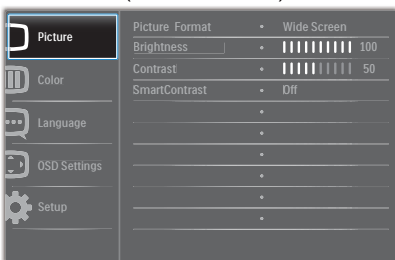 Picture
Color
Language
OSD Settings
Setup
Picture Format • Wide Screen
Brightness • 100
Contrast • 50
SmartContrast • Off